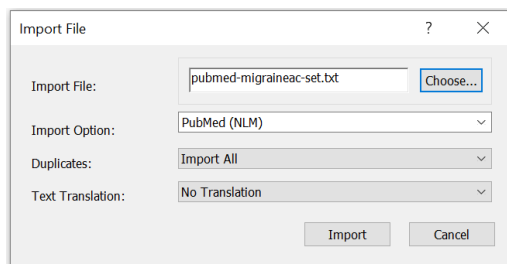 Import File ? ×
Import File: pubmed-migraineac-set.txt Choose...
Import Option: PubMed (NLM)
Duplicates: Import All
Text Translation: No Translation
Import Cancel